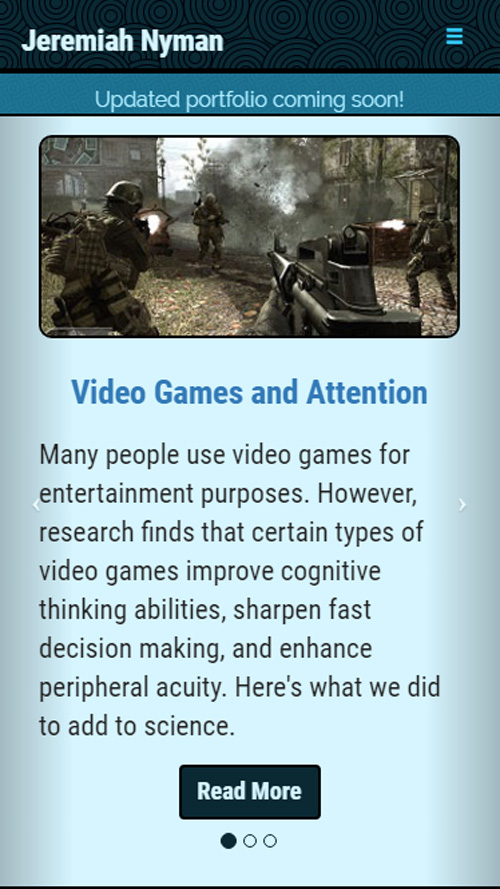 Jeremiah Nyman
Updated portfolio coming soon!
Video Games and Attention
Many people use video games for
entertainment purposes. However,
research finds that certain types of
video games improve cognitive
thinking abilities, sharpen fast
decision making, and enhance
peripheral acuity. Here's what we did
to add to science.
Read More